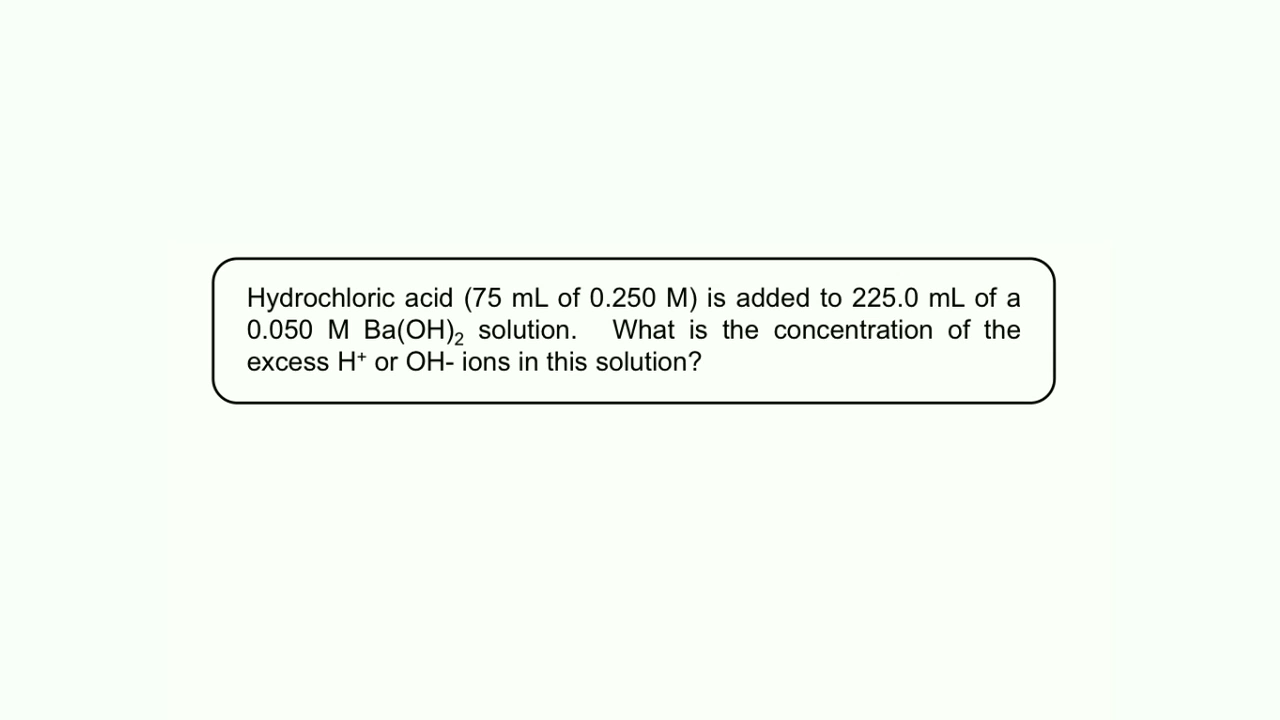 Hydrochloric acid (75 mL of 0.250 M) is added to 225.0 mL of a
0.050 M Ba(OH)₂ solution. What is the concentration of the
excess H⁺ or OH- ions in this solution?